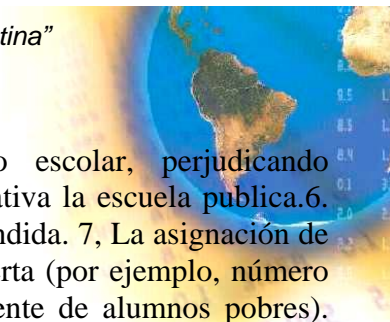 tina”
o escolar, perjudicando
ativa la escuela publica.6.
ndida. 7, La asignación de
erta (por ejemplo, número
ente de alumnos pobres).